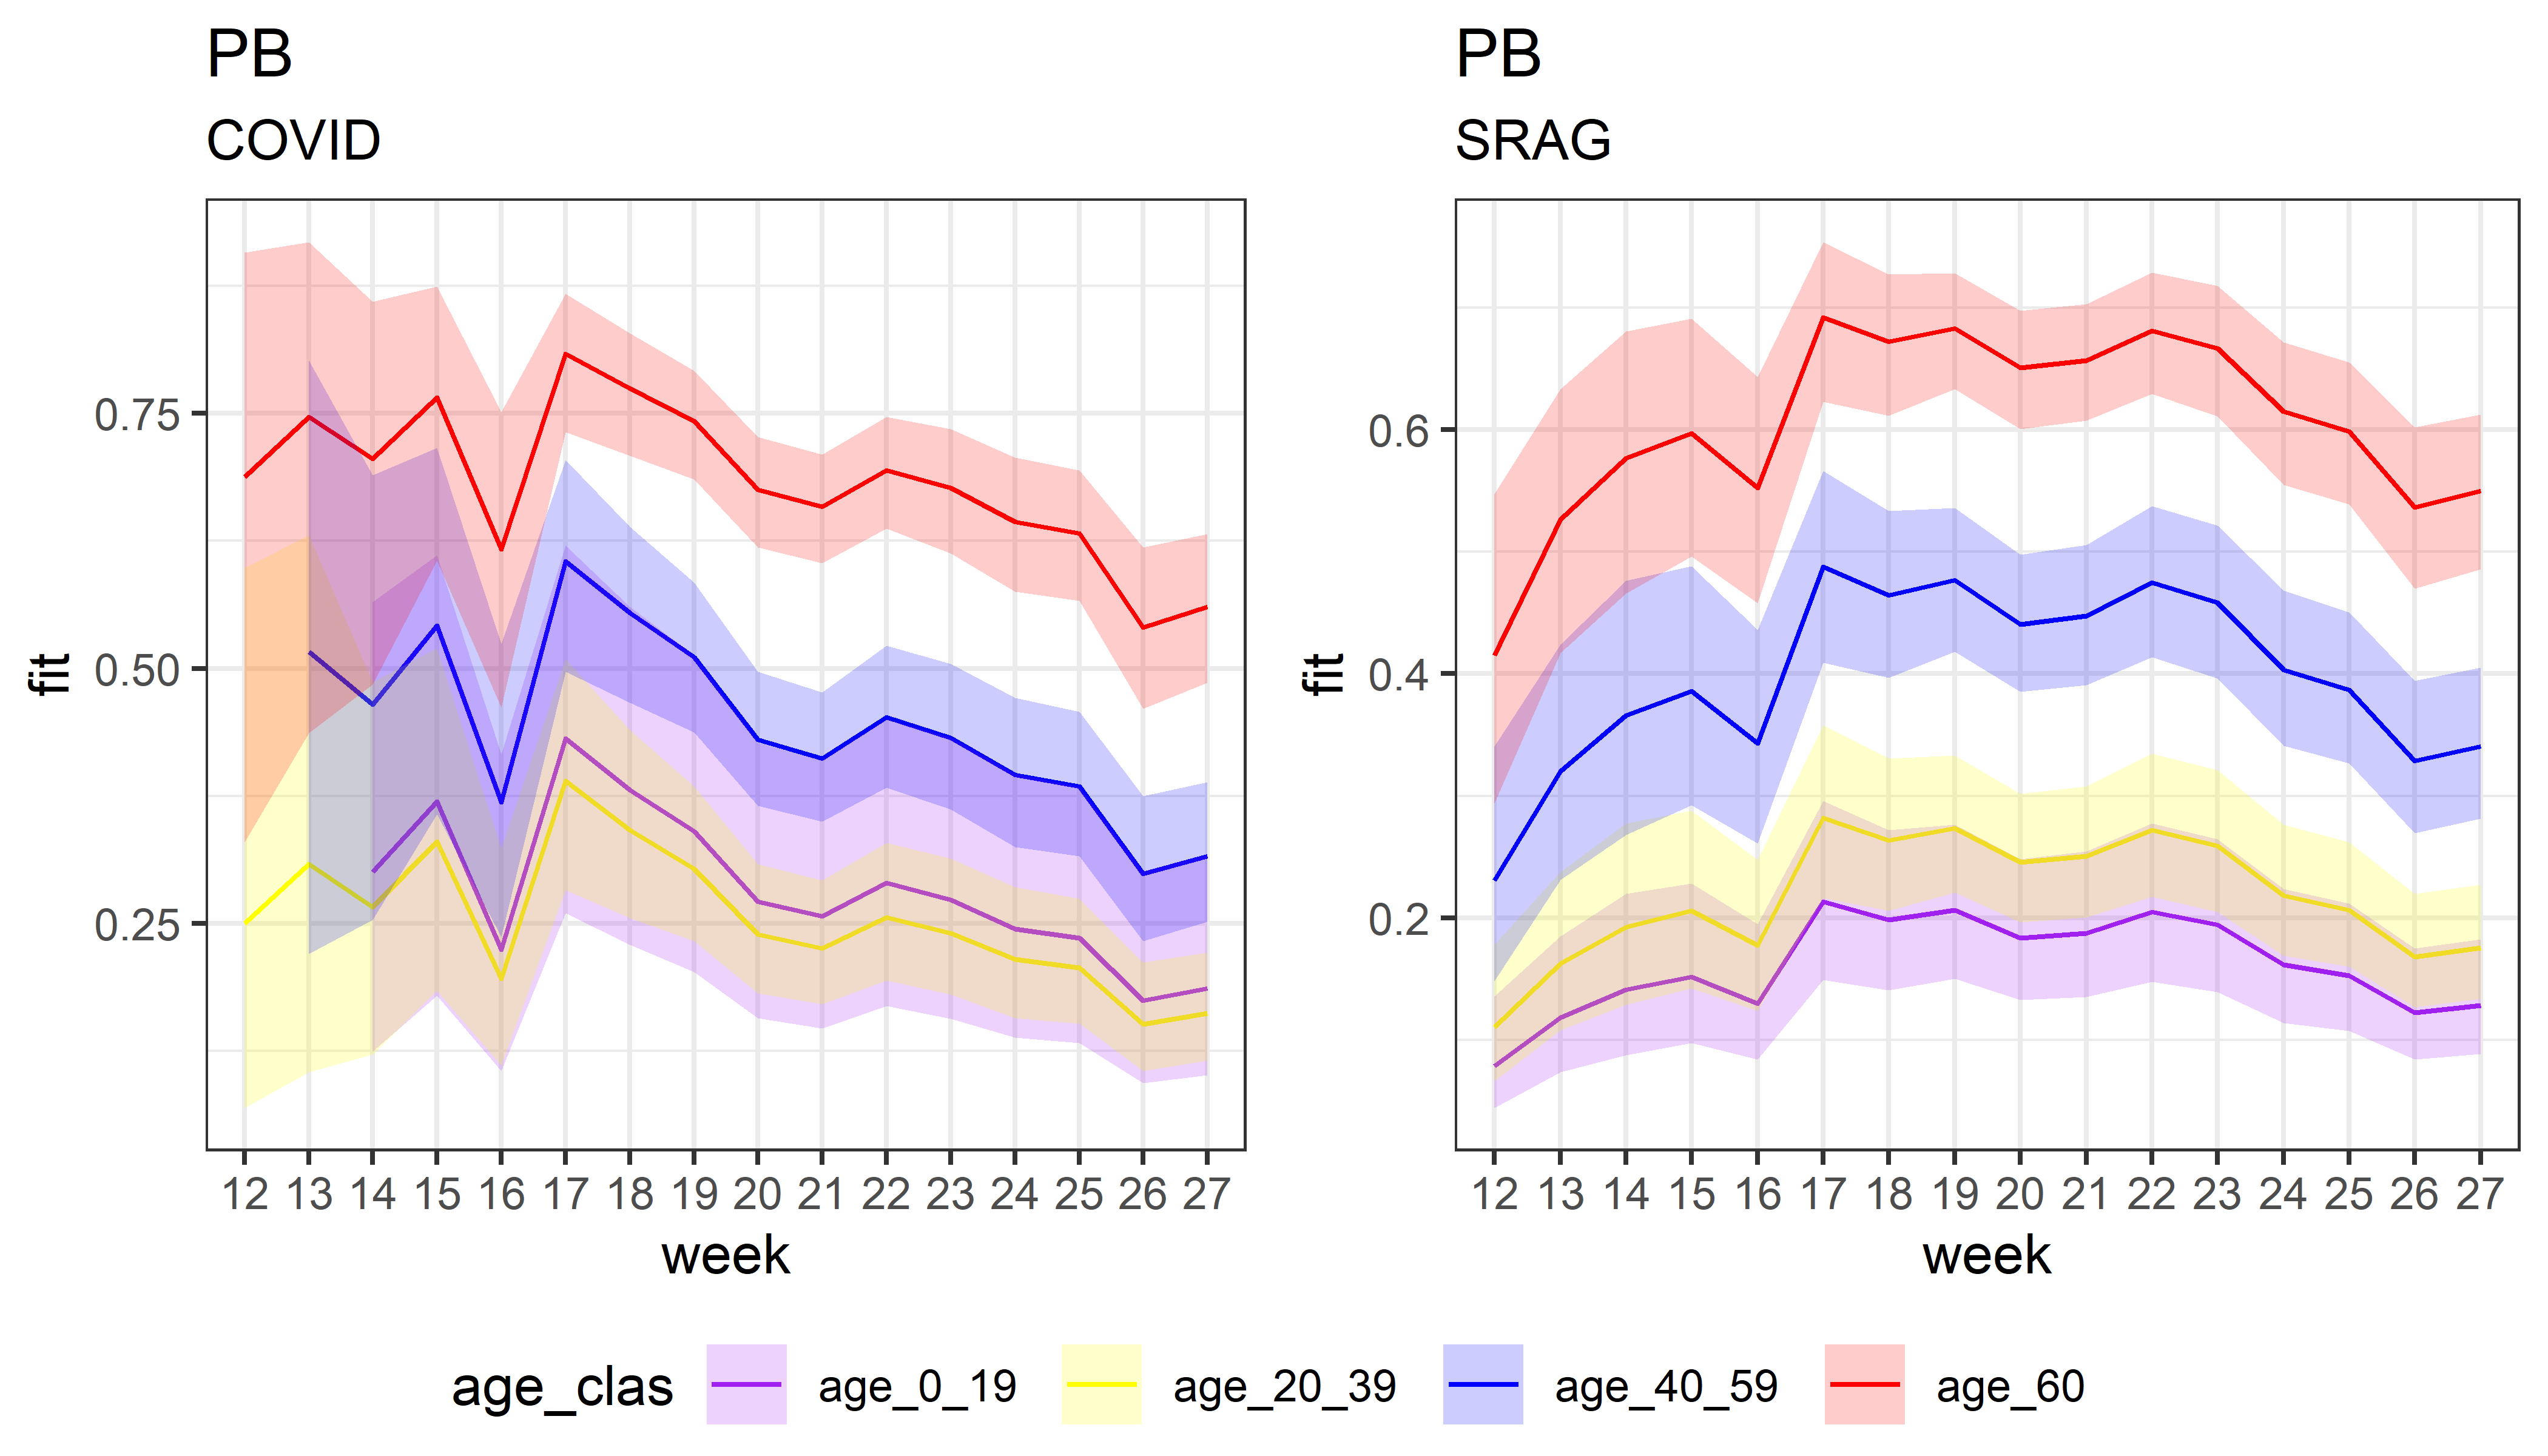 PB
COVID
fit
0.75
0.50
0.25
12 13 14 15 16 17 18 19 20 21 22 23 24 25 26 27
week
PB
SRAG
fit
0.6
0.4
0.2
12 13 14 15 16 17 18 19 20 21 22 23 24 25 26 27
week
age_clas age_0_19 age_20_39 age_40_59 age_60